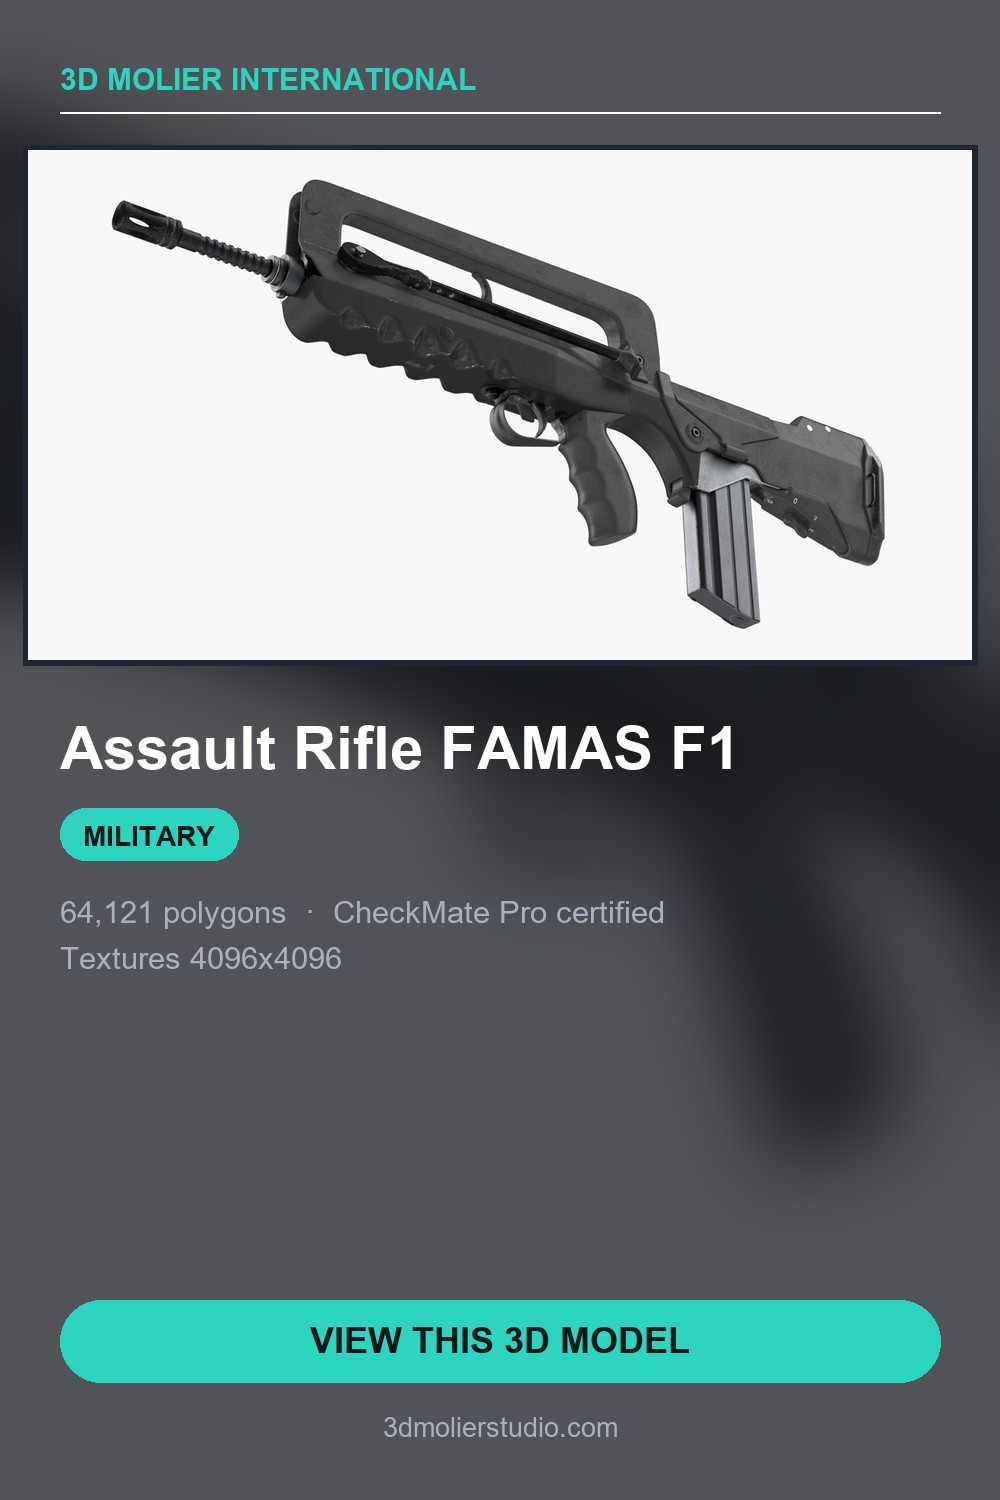 3D MOLIER INTERNATIONAL
Assault Rifle FAMAS F1
MILITARY
64,121 polygons · CheckMate Pro certified
Textures 4096x4096
VIEW THIS 3D MODEL
3dmolierstudio.com